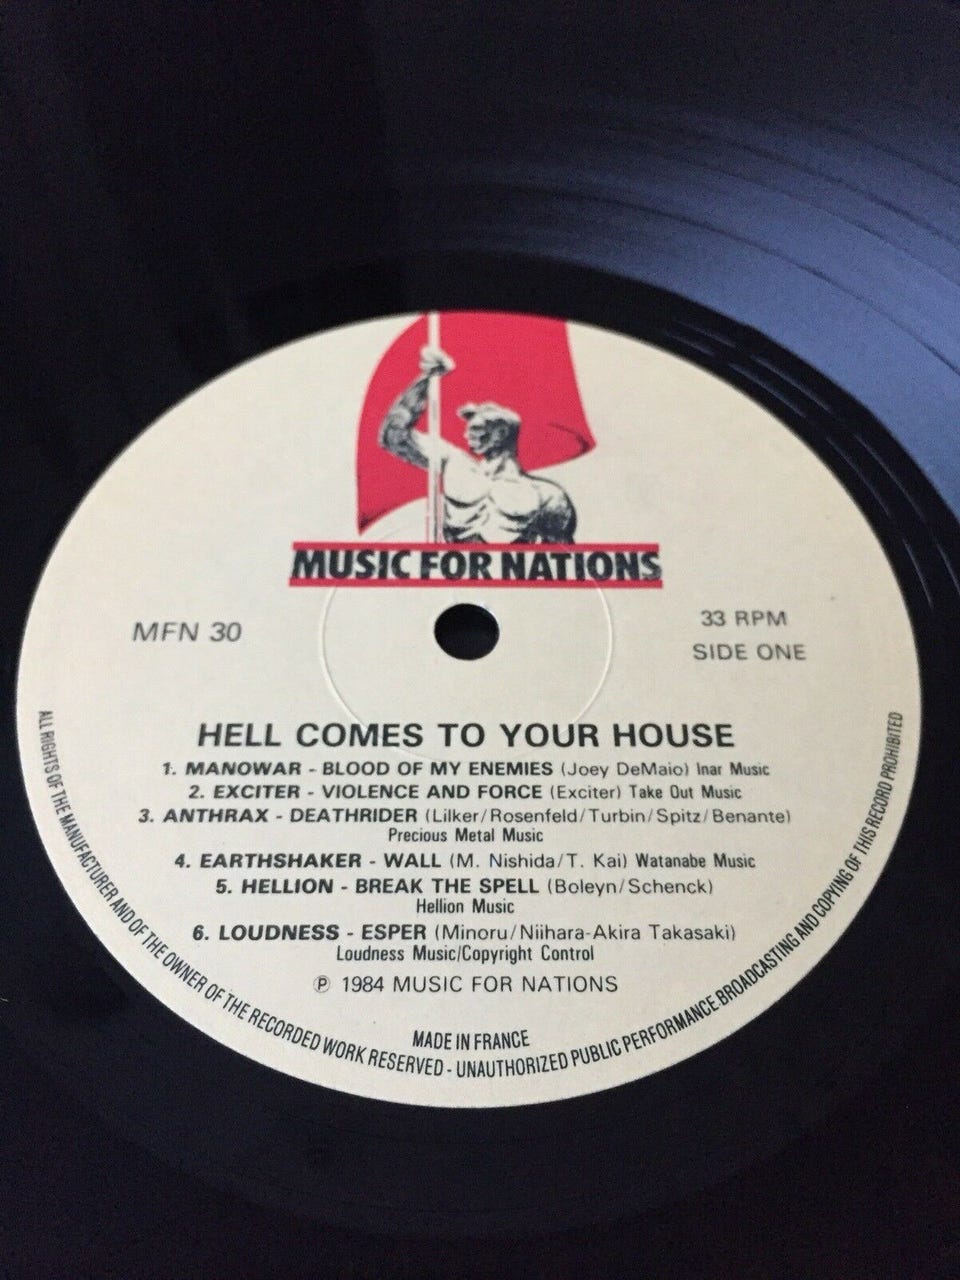 MUSIC FOR NATIONS
MFN 30
33 RPM
SIDE ONE
HELL COMES TO YOUR HOUSE
1. MANOWAR - BLOOD OF MY ENEMIES (Joey DeMaio) Inar Music
2. EXCITER - VIOLENCE AND FORCE (Exciter) Take Out Music
3. ANTHRAX - DEATHRIDER (Lilker/Rosenfeld/Turbin/Spitz/Benante)
Precious Metal Music
4. EARTHSHAKER - WALL (M. Nishida/T. Kai) Watanabe Music
5. HELLION - BREAK THE SPELL (Boleyn/Schenck)
Hellion Music
6. LOUDNESS - ESPER (Minoru/Niihara-Akira Takasaki)
Loudness Music/Copyright Control
℗ 1984 MUSIC FOR NATIONS
MADE IN FRANCE
ALL RIGHTS OF THE MANUFACTURER AND OF THE OWNER OF THE RECORDED WORK RESERVED - UNAUTHORIZED PUBLIC PERFORMANCE BROADCASTING AND COPYING OF THIS RECORD PROHIBITED